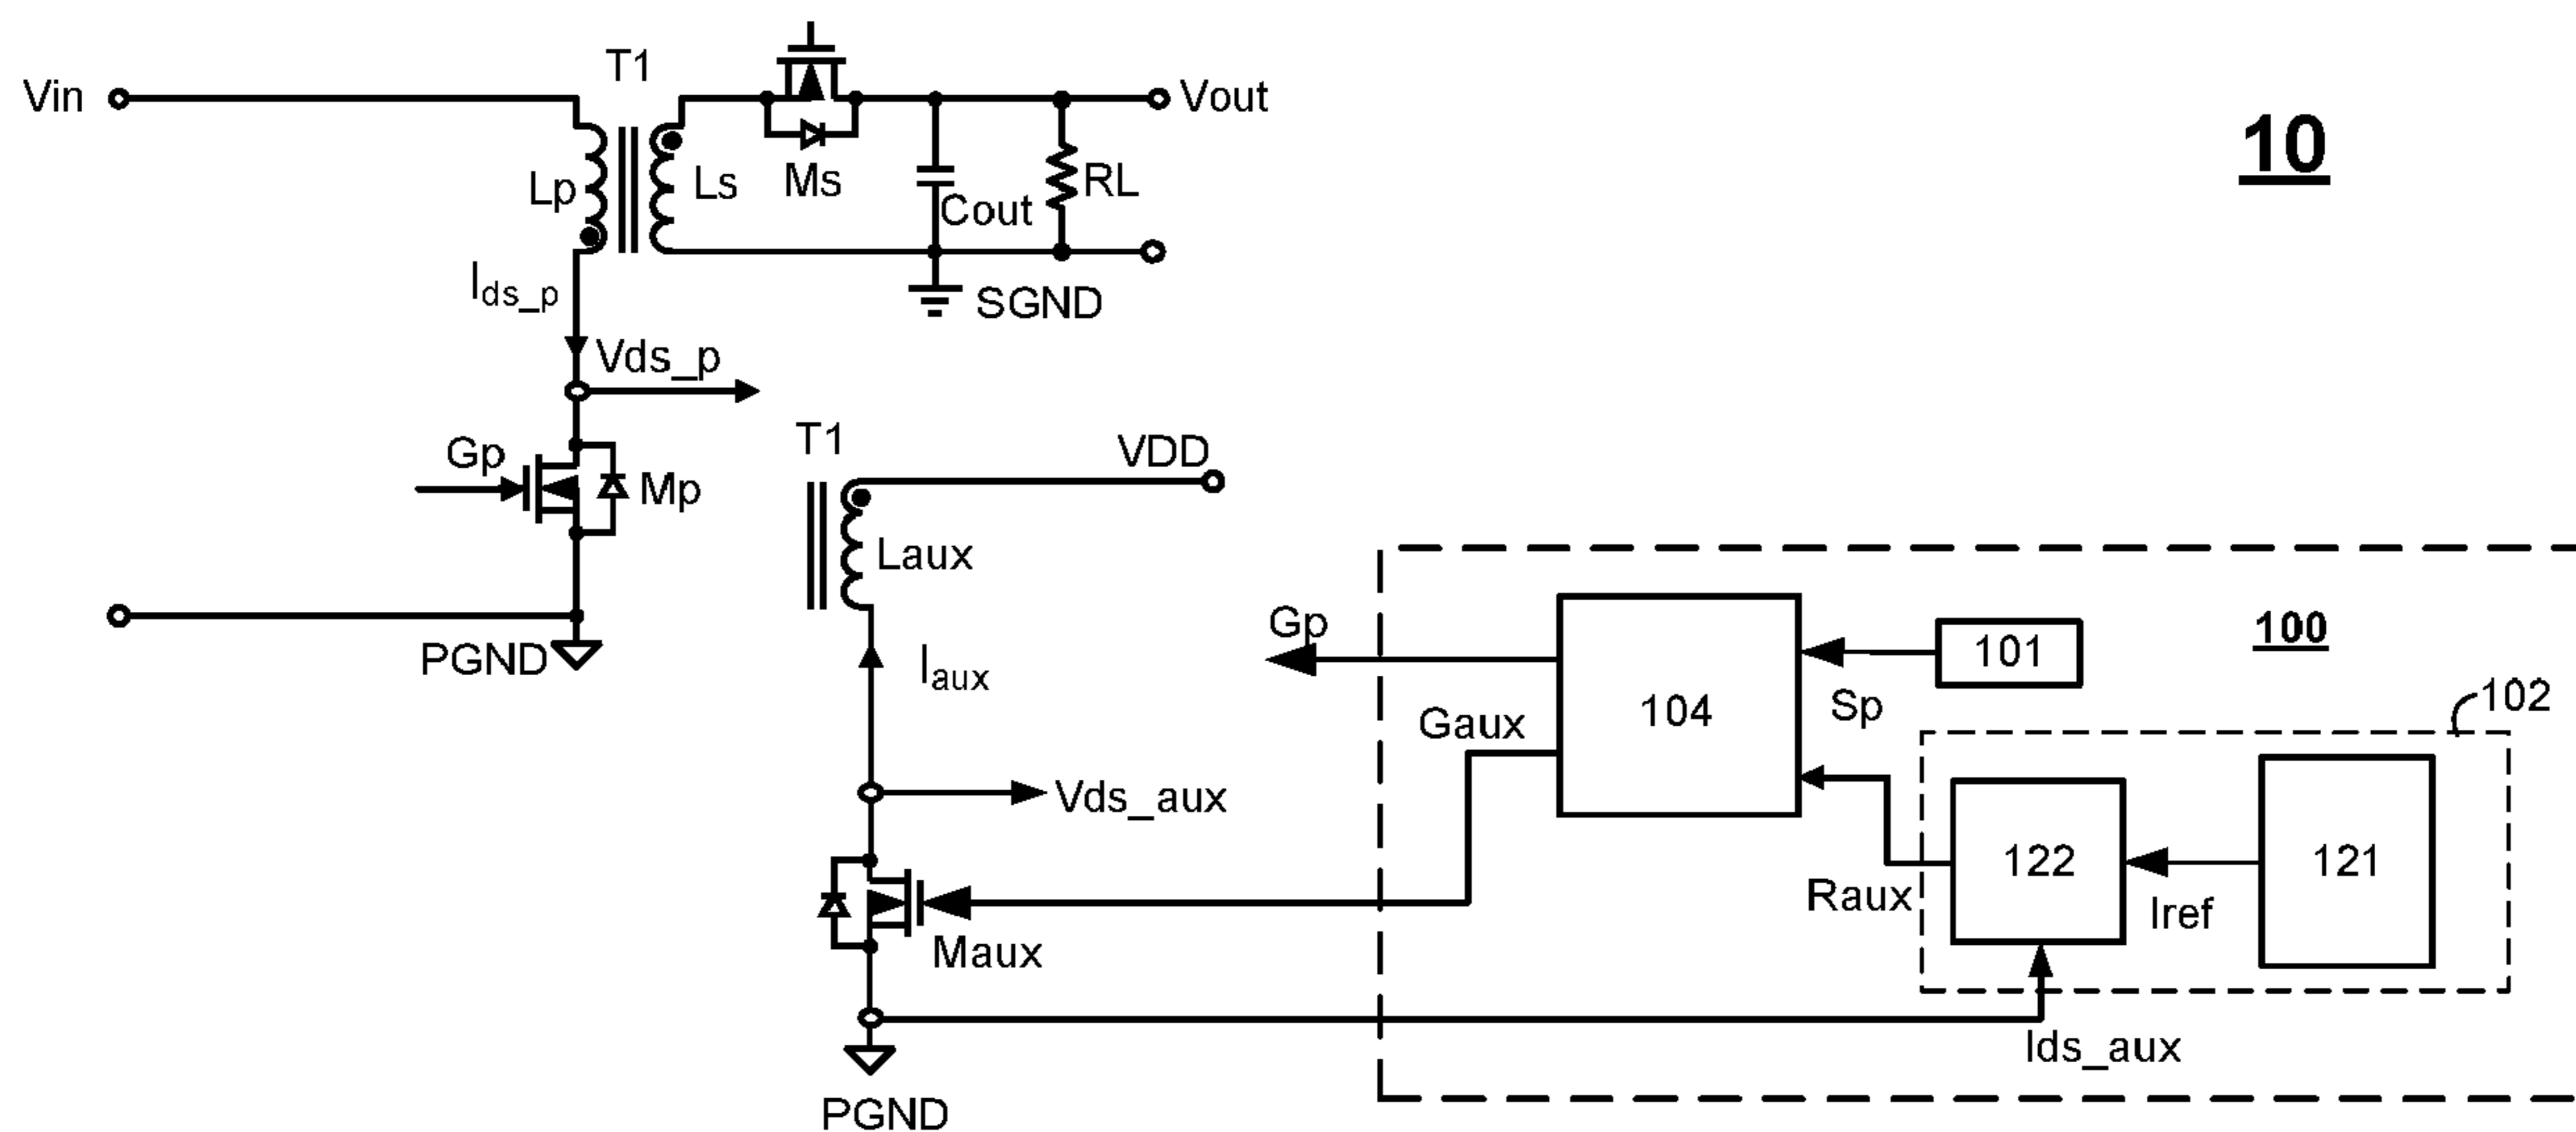 T1
Vin
Vout
10
Lp
Ls
Ms
Cout
RL
Ids_p
SGND
Vds_p
Gp
Mp
T1
VDD
Laux
PGND
Iaux
Gp
104
101
100
Sp
102
Gaux
Vds_aux
122
121
Raux
Iref
Maux
Ids_aux
PGND